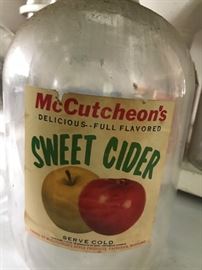 McCutcheon's
DELICIOUS--FULL FLAVORED
SWEET CIDER
SERVE COLD